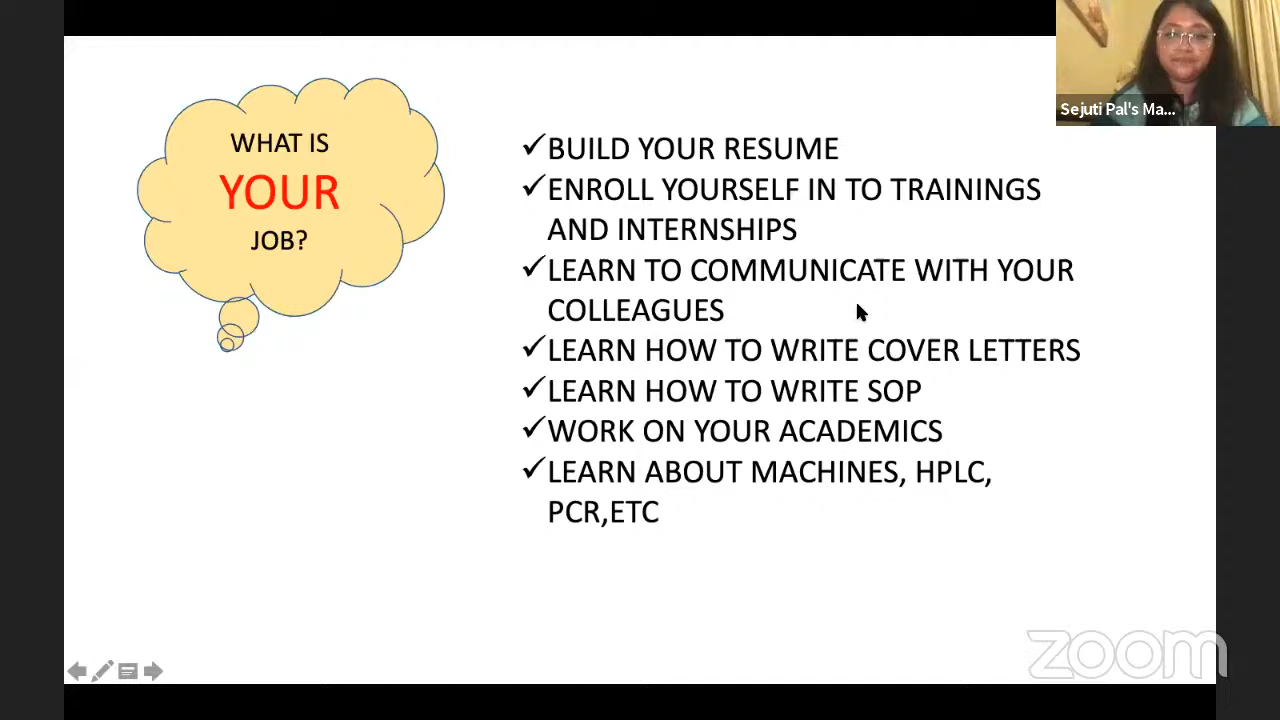 WHAT IS
YOUR
JOB?
✓BUILD YOUR RESUME
✓ENROLL YOURSELF IN TO TRAININGS
AND INTERNSHIPS
✓LEARN TO COMMUNICATE WITH YOUR
COLLEAGUES
✓LEARN HOW TO WRITE COVER LETTERS
✓LEARN HOW TO WRITE SOP
✓WORK ON YOUR ACADEMICS
✓LEARN ABOUT MACHINES, HPLC,
PCR,ETC
Sejuti Pal's Ma...
zoom